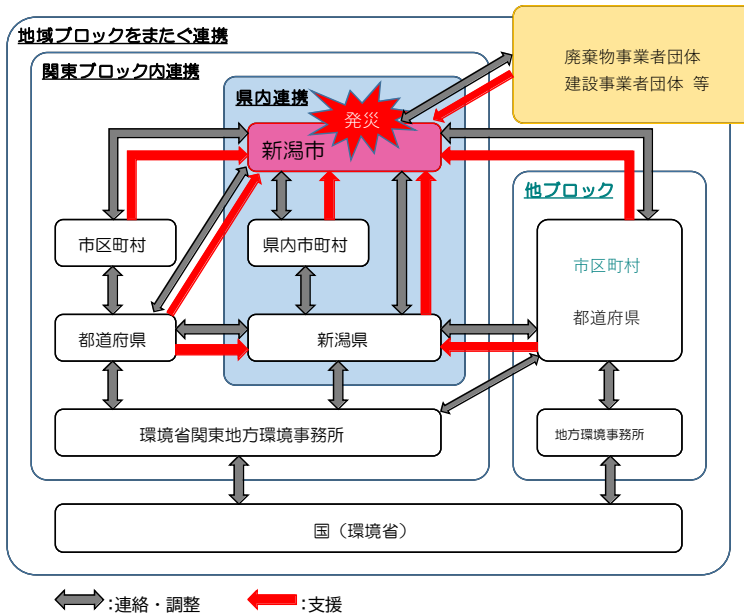 地域ブロックをまたぐ連携
廃棄物事業者団体
建設事業者団体 等
関東ブロック内連携
県内連携
発災
新潟市
他ブロック
市区町村
県内市町村
市区町村
都道府県
都道府県
新潟県
環境省関東地方環境事務所
地方環境事務所
国（環境省）
:連絡・調整
:支援